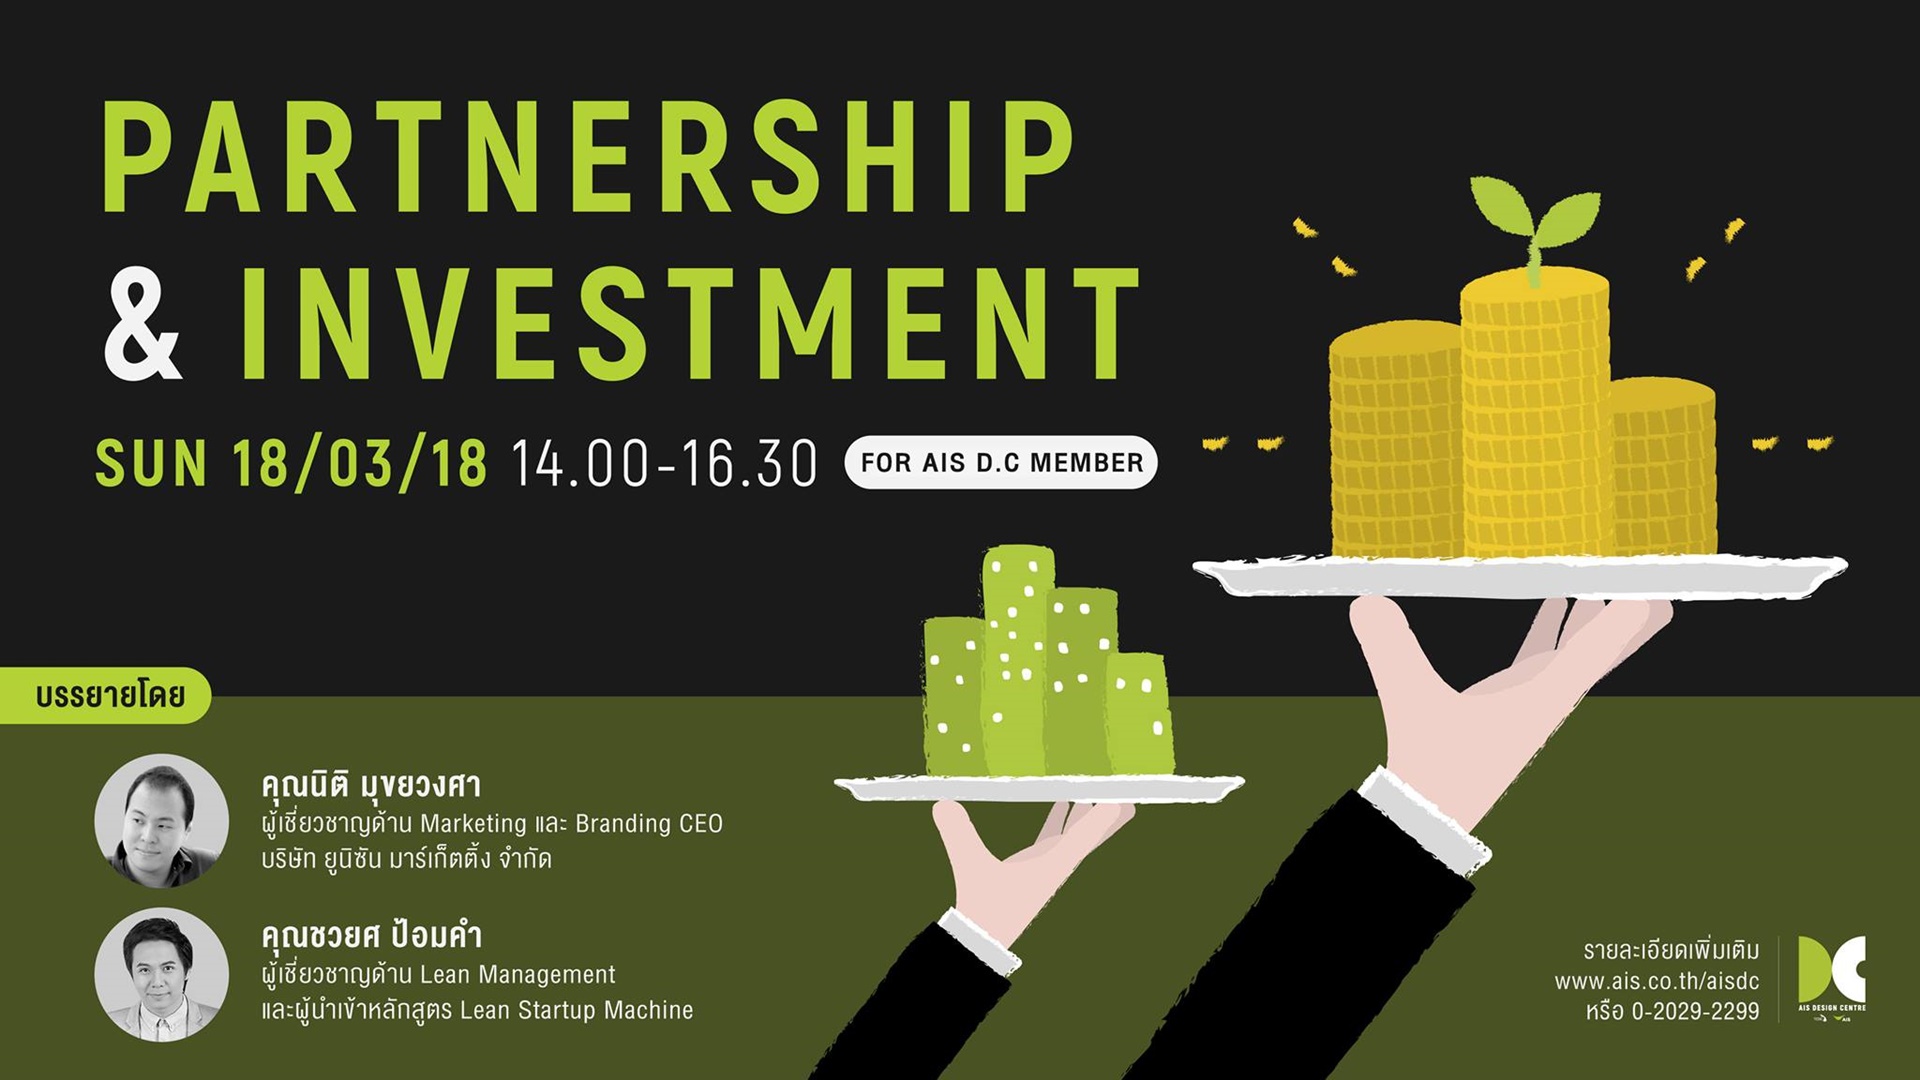 PARTNERSHIP
& INVESTMENT
SUN 18/03/18 14.00-16.30 FOR AIS D.C MEMBER
บรรยายโดย
คุณนิติ มุขยวงศา
ผู้เชี่ยวชาญด้าน Marketing และ Branding CEO
บริษัท ยูนิซัน มาร์เก็ตติ้ง จำกัด
คุณชวยศ ป้อมคำ
ผู้เชี่ยวชาญด้าน Lean Management
และผู้นำเข้าหลักสูตร Lean Startup Machine
รายละเอียดเพิ่มเติม
www.ais.co.th/aisdc
หรือ 0-2029-2299
DC
AIS DESIGN CENTRE
AIS